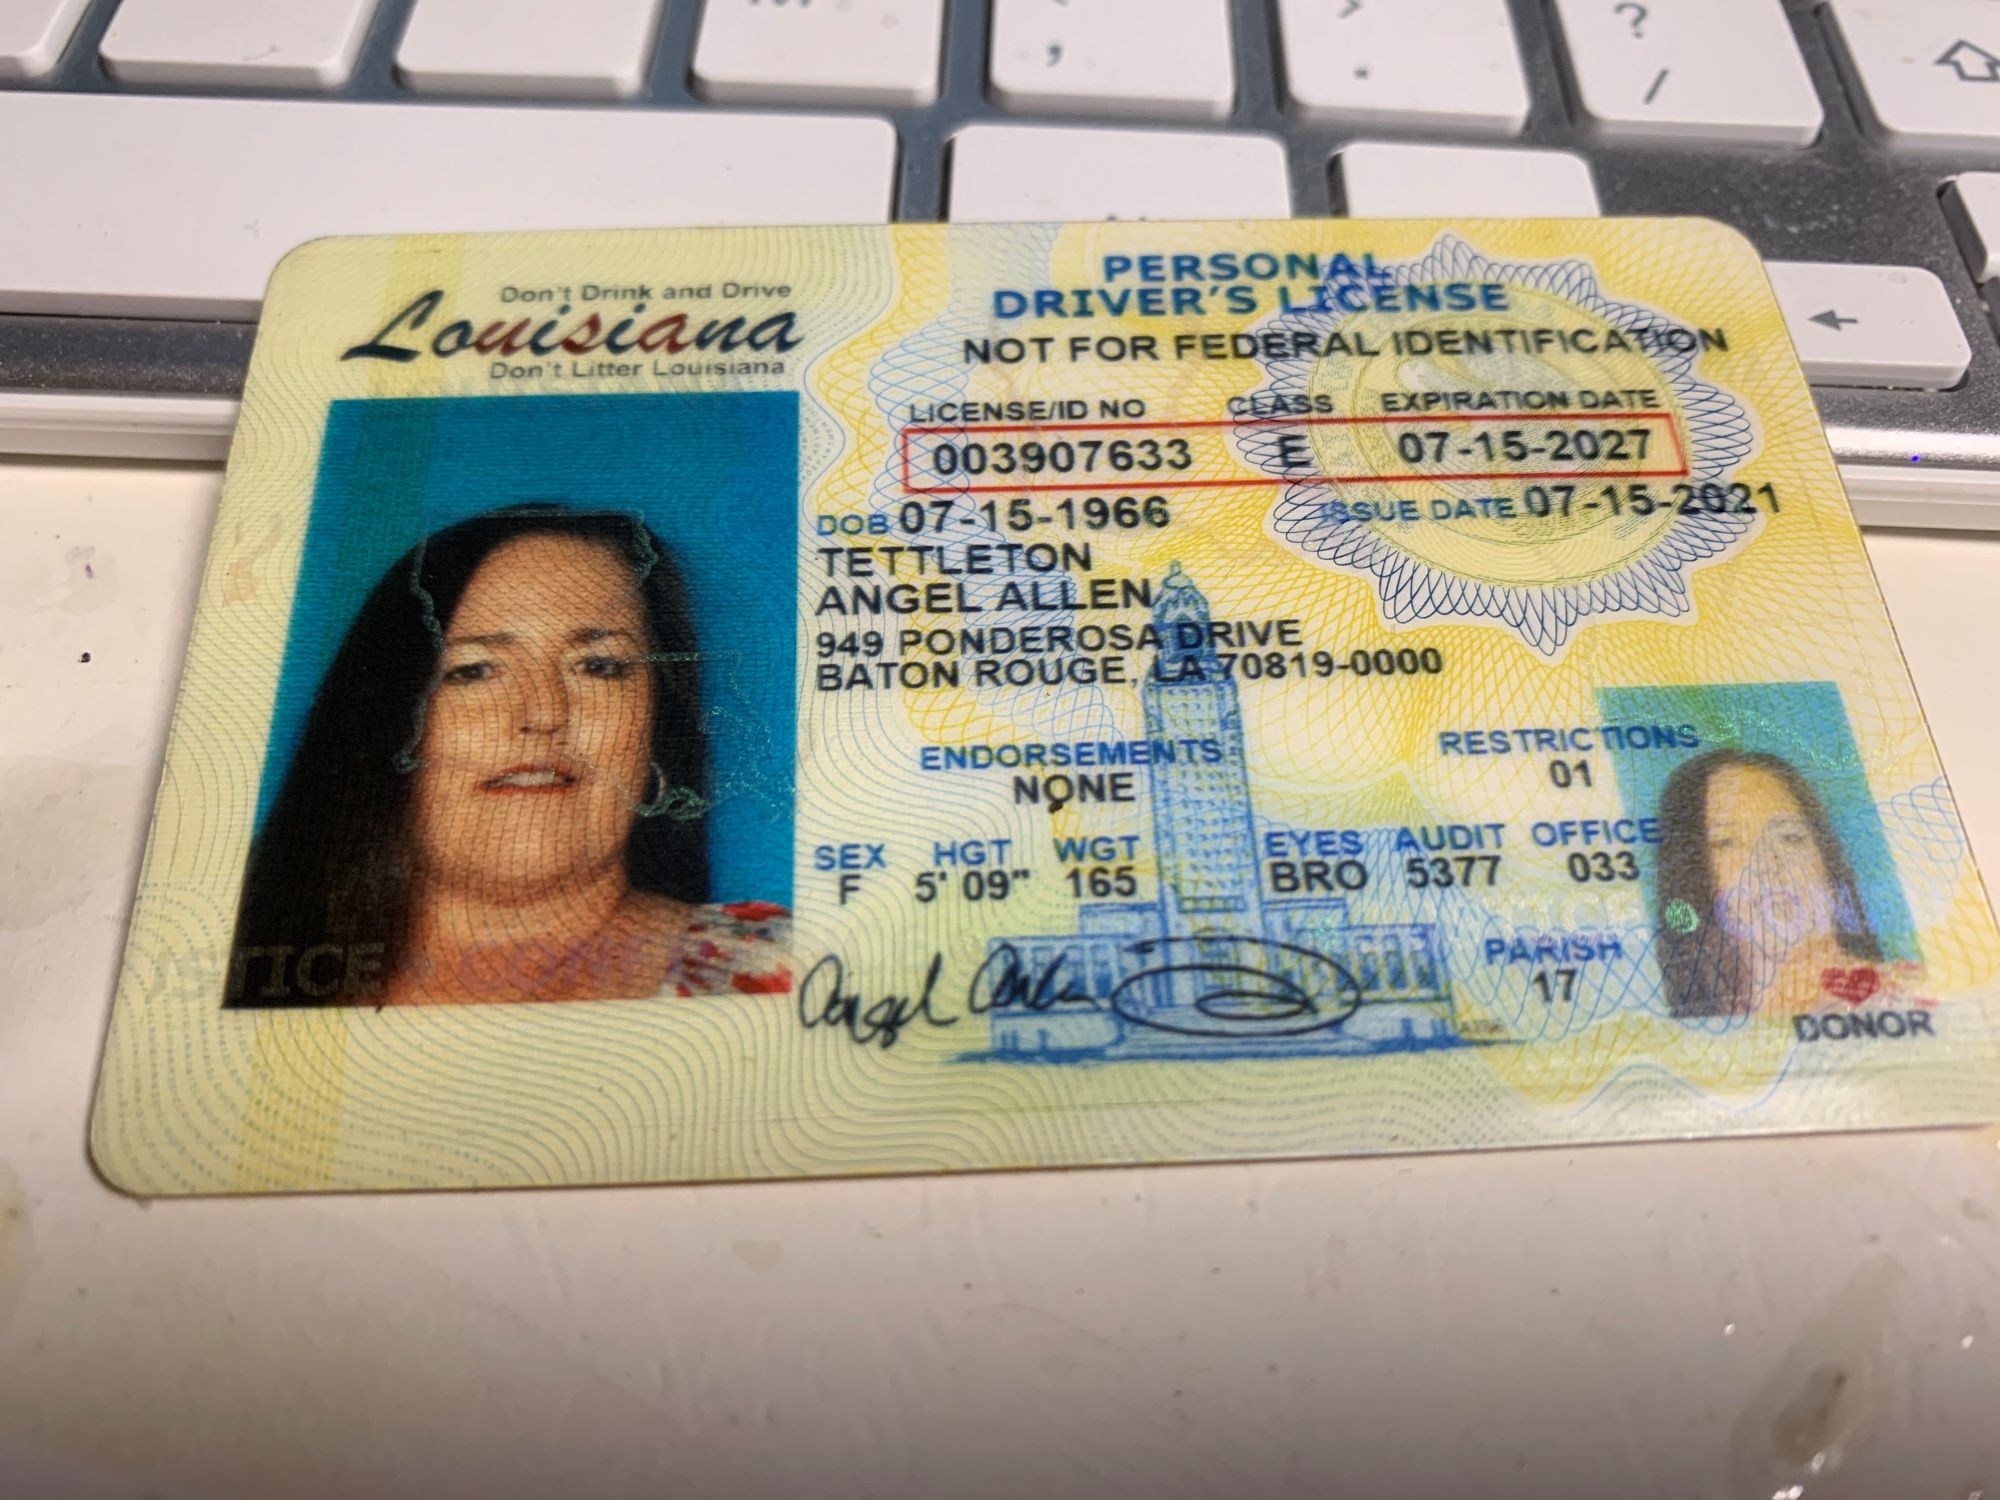 ?
/
,
.
Don't Drink and Drive
Louisiana
Don't Litter Louisiana
PERSONAL
DRIVER'S LICENSE
NOT FOR FEDERAL IDENTIFICATION
LICENSE/ID NO CLASS EXPIRATION DATE
003907633 E 07-15-2027
DOB 07-15-1966 ISSUE DATE 07-15-2021
TETTLETON
ANGEL ALLEN
949 PONDEROSA DRIVE
BATON ROUGE, LA 70819-0000
ENDORSEMENTS RESTRICTIONS
NONE 01
SEX HGT WGT EYES AUDIT OFFICE
F 5' 09" 165 BRO 5377 033
PARISH
17
DONOR